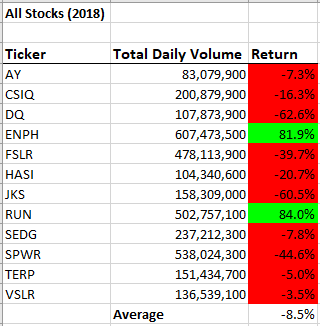 All Stocks (2018)
Ticker Total Daily Volume Return
AY 83,079,900 -7.3%
CSIQ 200,879,900 -16.3%
DQ 107,873,900 -62.6%
ENPH 607,473,500 81.9%
FSLR 478,113,900 -39.7%
HASI 104,340,600 -20.7%
JKS 158,309,000 -60.5%
RUN 502,757,100 84.0%
SEDG 237,212,300 -7.8%
SPWR 538,024,300 -44.6%
TERP 151,434,700 -5.0%
VSLR 136,539,100 -3.5%
Average -8.5%